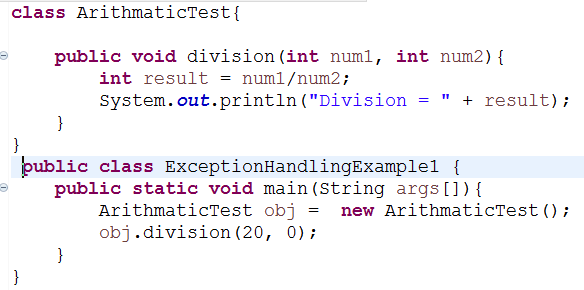 class ArithmaticTest{
public void division(int num1, int num2){
int result = num1/num2;
System.out.println("Division = " + result);
}
}
public class ExceptionHandlingExample1 {
public static void main(String args[]){
ArithmaticTest obj =  new ArithmaticTest();
obj.division(20, 0);
}
}